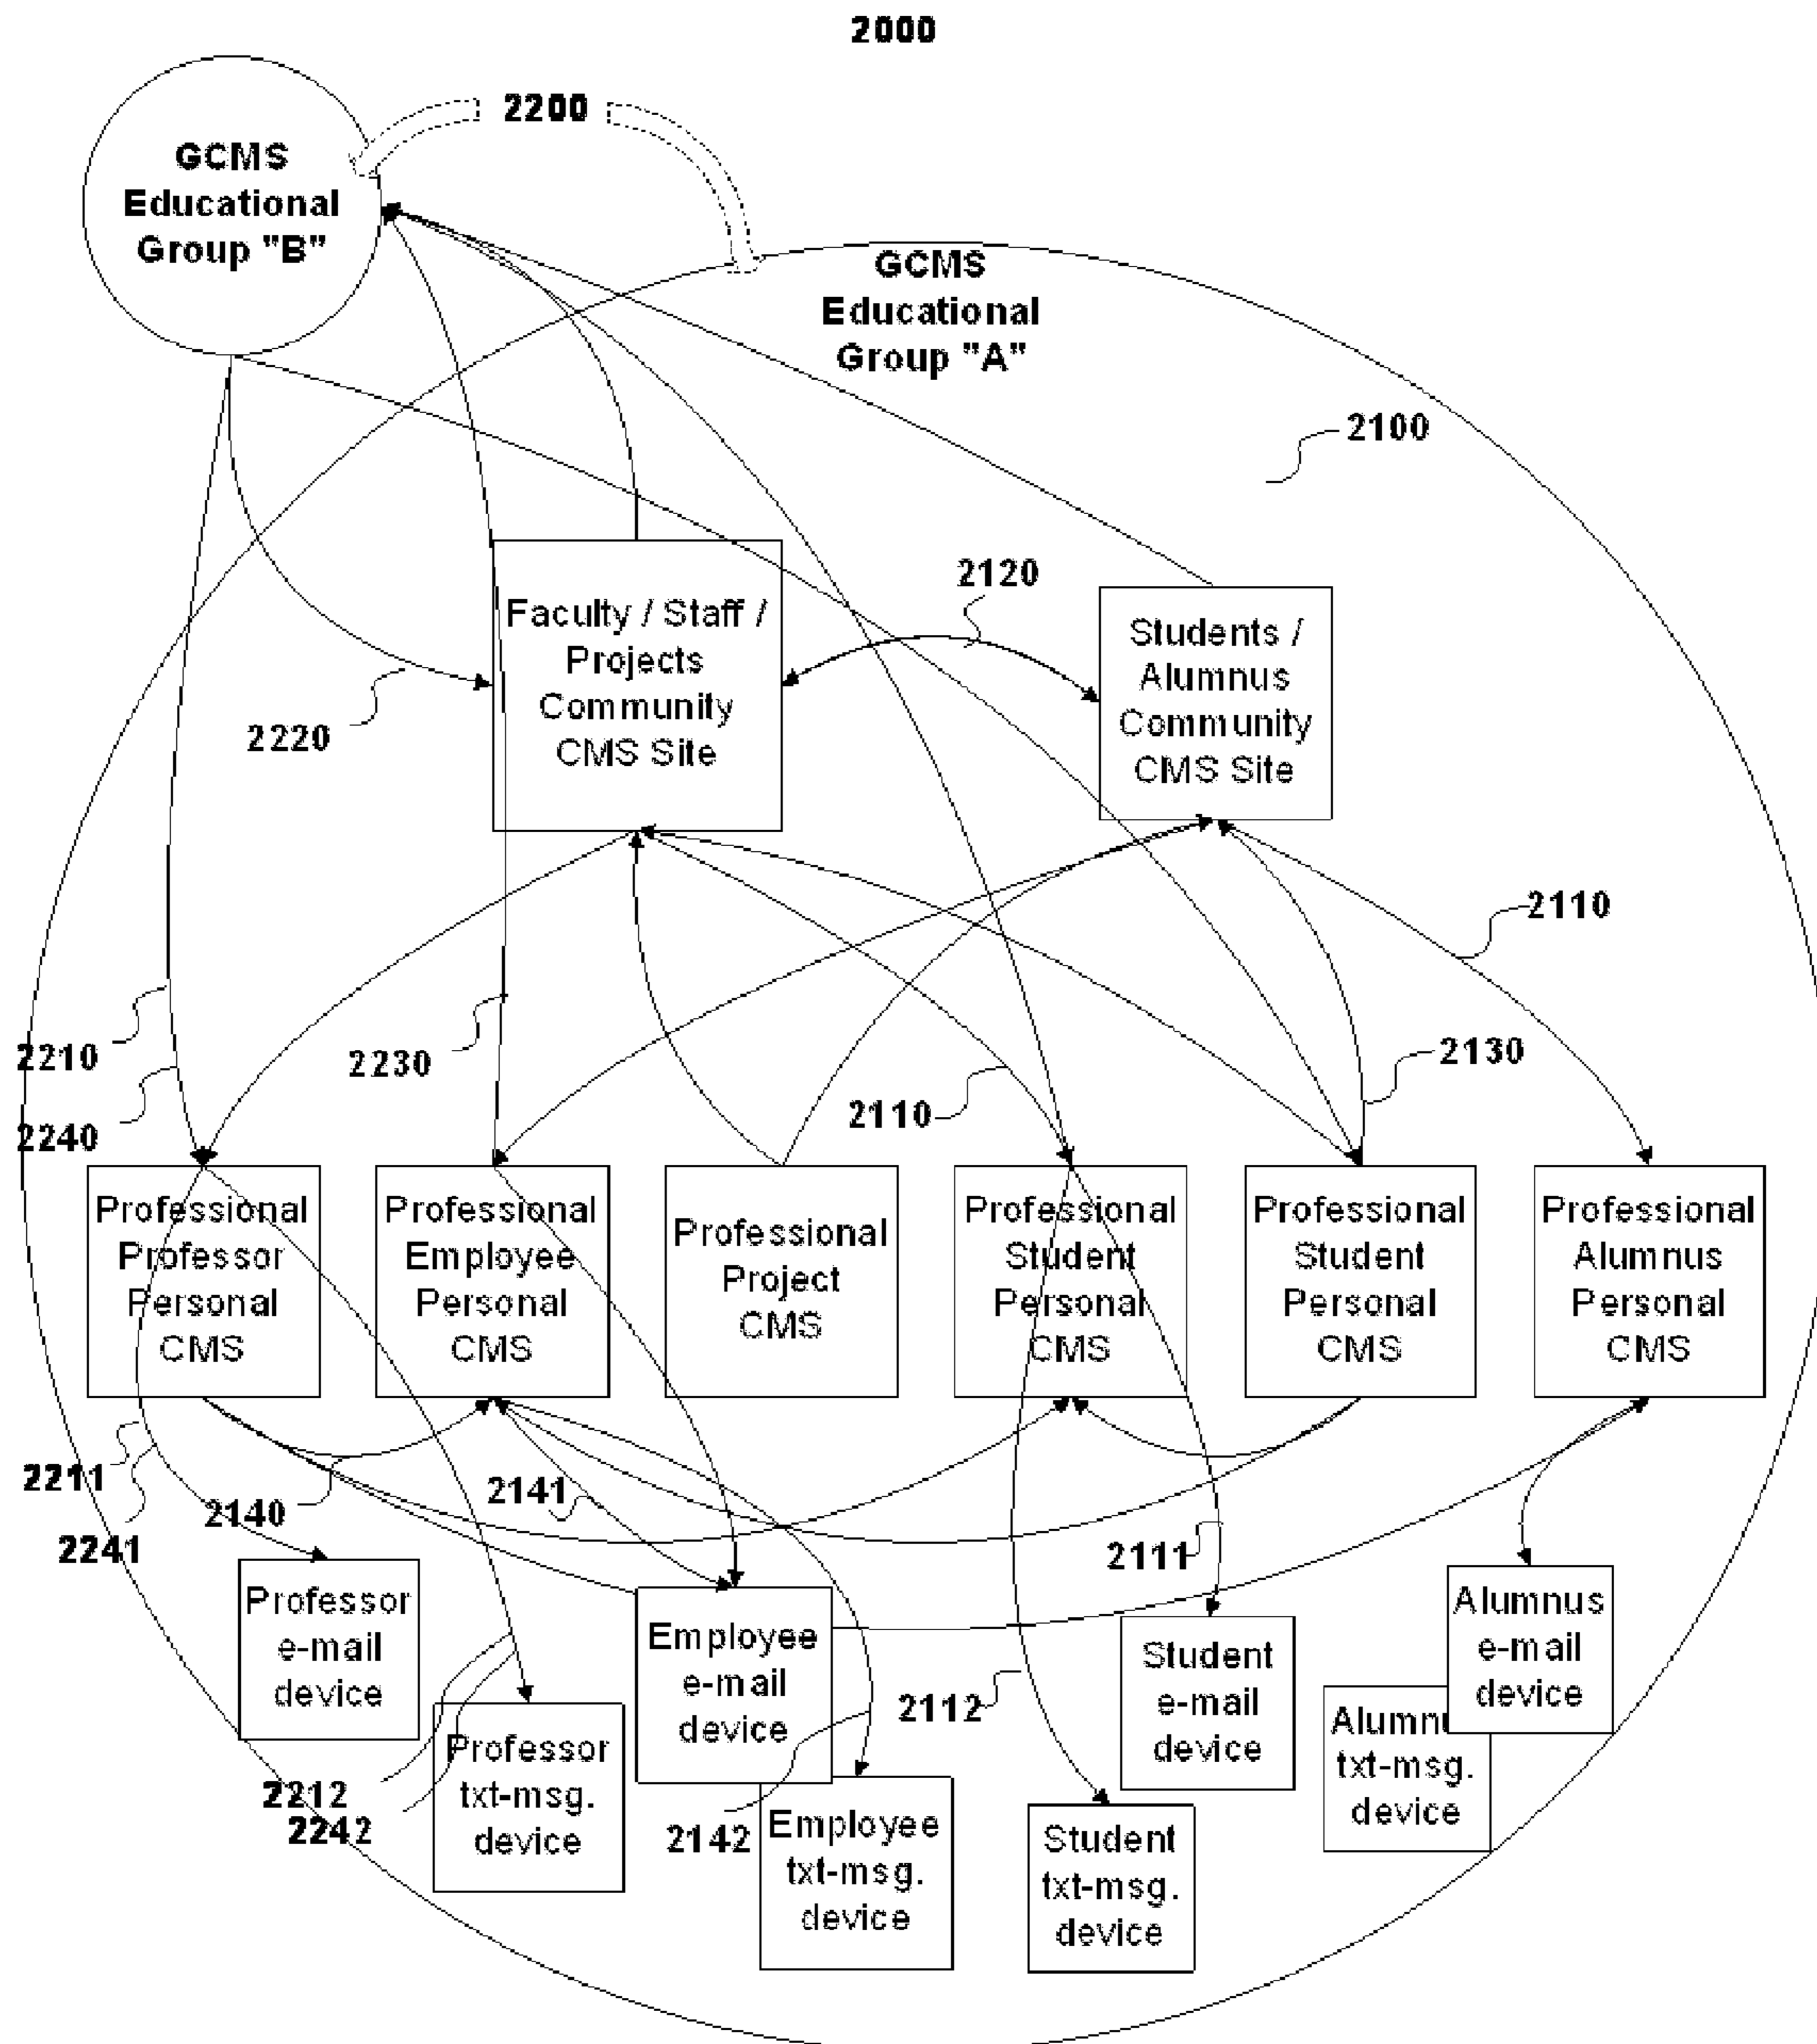 2000
2200
GCMS
Educational
Group "B"
GCMS
Educational
Group "A"
2100
2120
Faculty / Staff /
Projects
Community
CMS Site
Students /
Alumnus
Community
CMS Site
2220
2110
2210
2230
2130
2240
2110
Professional
Professor
Personal
CMS
Professional
Employee
Personal
CMS
Professional
Project
CMS
Professional
Student
Personal
CMS
Professional
Student
Personal
CMS
Professional
Alumnus
Personal
CMS
2211
2140
2141
2241
2111
Professor
e-mail
device
Employee
e-mail
device
Student
e-mail
device
Alumnus
e-mail
device
2112
2212
2242
Professor
txt-msg.
device
2142
Employee
txt-msg.
device
Student
txt-msg.
device
Alumnu
txt-msg.
device